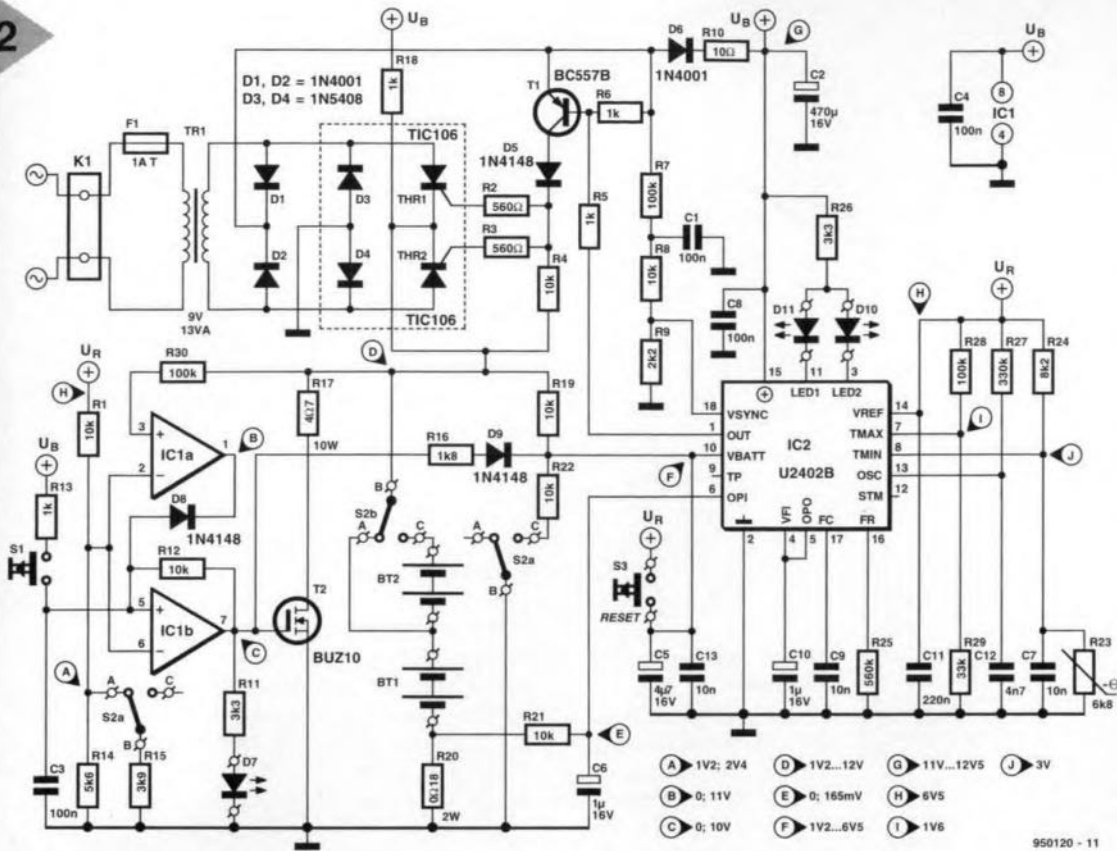 2
D1, D2 = 1N4001
D3, D4 = 1N5408
K1
F1
1A T
TR1
9V
13VA
D1
D2
D3
D4
TIC106
THR1
THR2
TIC106
UB
R18
1k
T1
BC557B
D5
1N4148
R2
560Ω
R3
560Ω
R4
10k
R5
1k
R6
1k
D6
1N4001
R10
10Ω
UB
G
C2
470µ
16V
UB
C4
100n
8
IC1
4
R7
100k
R8
10k
C1
100n
R9
2k2
C8
100n
R26
3k3
D11
D10
H
UR
R28
100k
R27
330k
R24
8k2
I
J
15
LED1
11
LED2
3
18 VSYNC
1 OUT
10 VBATT
9 TP
6 OPI
IC2
U2402B
VREF 14
TMAX 7
TMIN 8
OSC 13
STM 12
2
VFI
4
OPO
5
FC
17
FR
16
UR
H
R1
10k
R30
100k
D
3
2
IC1a
1
B
UB
R13
1k
S1
D8
1N4148
R12
10k
5
6
IC1b
7
C
A
A
C
S2a
B
R14
5k6
R15
3k9
C3
100n
R11
3k3
D7
R17
4Ω7
10W
T2
BUZ10
R16
1k8
D9
1N4148
R19
10k
R22
10k
F
B
S2b
A
C
BT2
BT1
A
C
S2a
B
R21
10k
E
R20
0Ω18
2W
C6
1µ
16V
UR
S3
RESET
C5
4µ7
16V
C13
10n
C10
1µ
16V
C9
10n
R25
560k
C11
220n
R29
33k
C12
4n7
C7
10n
R23
-Θ
6k8
A 1V2; 2V4
D 1V2...12V
G 11V...12V5
J 3V
B 0; 11V
E 0; 165mV
H 6V5
C 0; 10V
F 1V2...6V5
I 1V6
950120 - 11